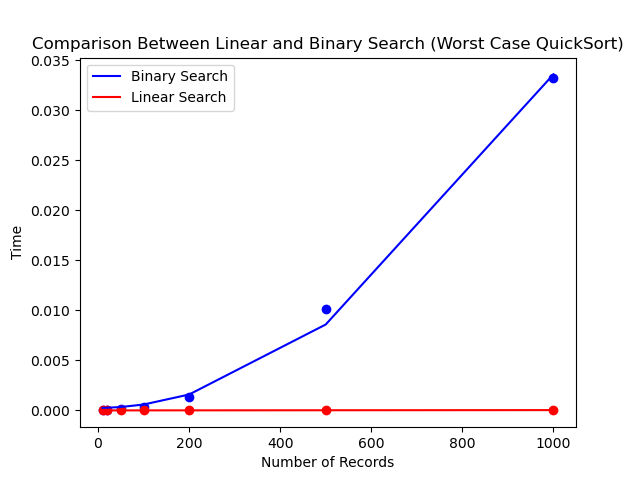 Comparison Between Linear and Binary Search (Worst Case QuickSort)
Binary Search
Linear Search
0.035
0.030
0.025
0.020
0.015
0.010
0.005
0.000
Time
0 200 400 600 800 1000
Number of Records